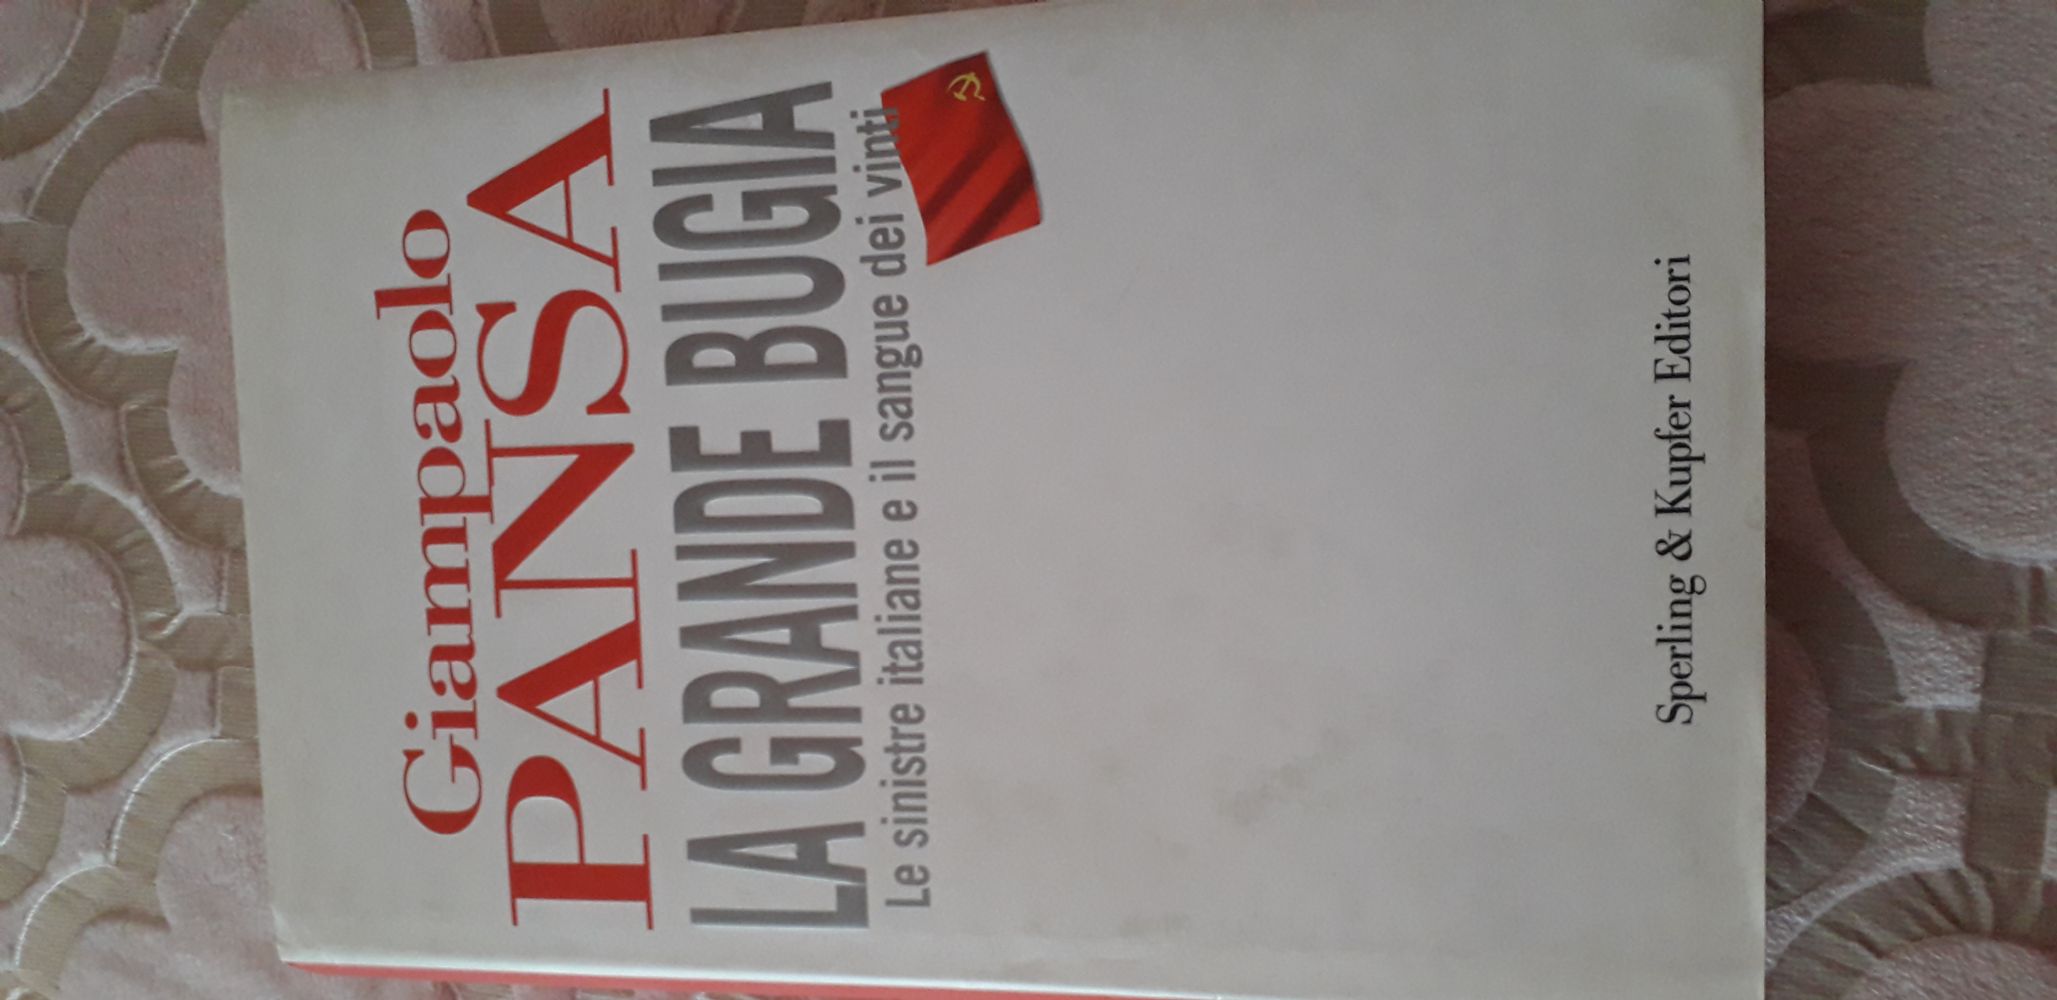 Giampaolo
PANSA
LA GRANDE BUGIA
Le sinistre italiane e il sangue dei vinti
Sperling & Kupfer Editori